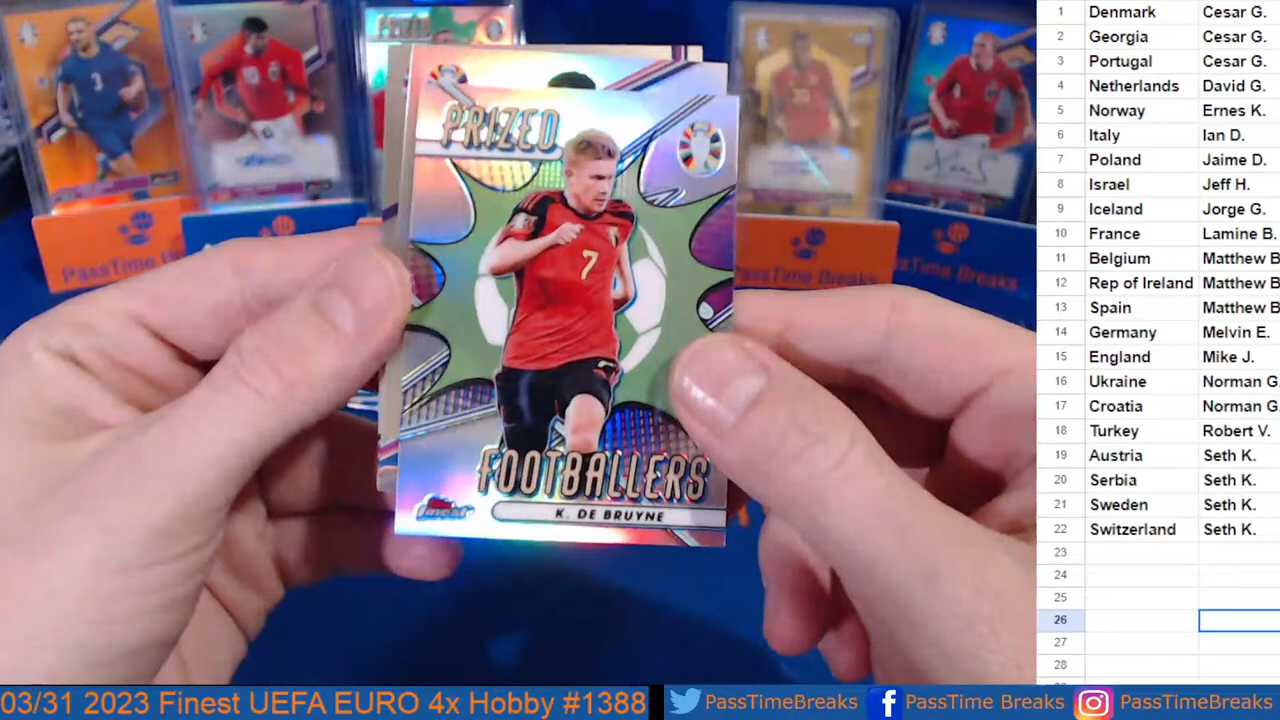 PRIZED
7
FOOTBALLERS
Finest
K. DE BRUYNE
3
10
PassTime Breaks
PassTime Breaks
PassTime Breaks
1 Denmark Cesar G.
2 Georgia Cesar G.
3 Portugal Cesar G.
4 Netherlands David G.
5 Norway Ernes K.
6 Italy Ian D.
7 Poland Jaime D.
8 Israel Jeff H.
9 Iceland Jorge G.
10 France Lamine B.
11 Belgium Matthew B
12 Rep of Ireland Matthew B
13 Spain Matthew B
14 Germany Melvin E.
15 England Mike J.
16 Ukraine Norman G
17 Croatia Norman G
18 Turkey Robert V.
19 Austria Seth K.
20 Serbia Seth K.
21 Sweden Seth K.
22 Switzerland Seth K.
23
24
25
26
27
28
03/31 2023 Finest UEFA EURO 4x Hobby #1388
PassTimeBreaks
PassTime Breaks
PassTimeBreaks